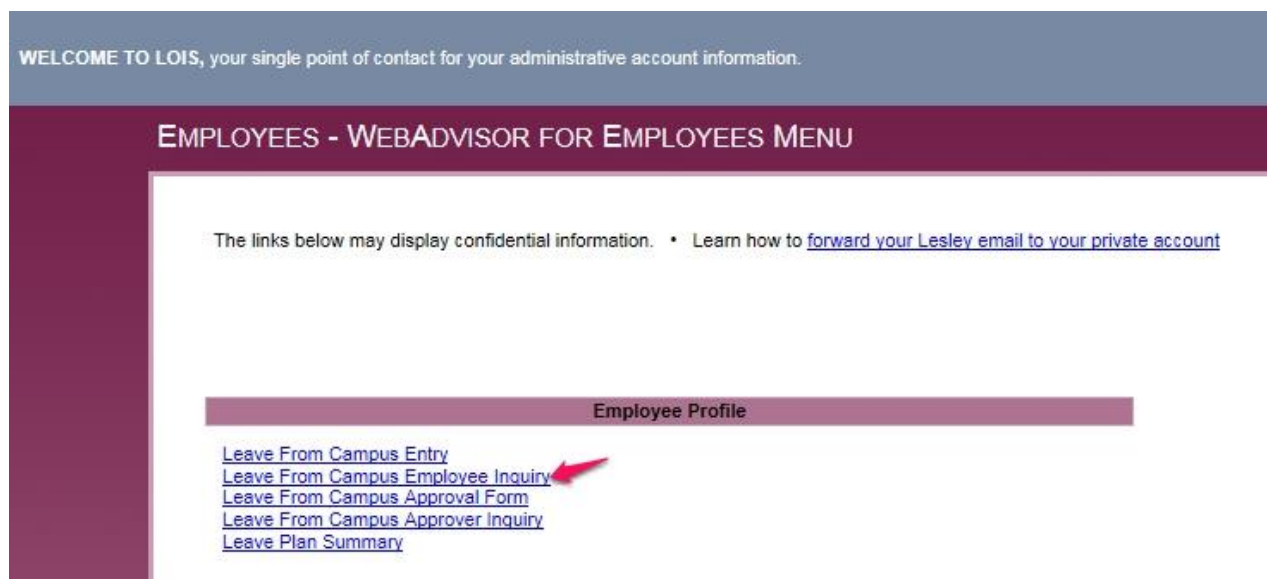 WELCOME TO LOIS, your single point of contact for your administrative account information.
EMPLOYEES - WEBADVISOR FOR EMPLOYEES MENU
The links below may display confidential information. • Learn how to forward your Lesley email to your private account
Employee Profile
Leave From Campus Entry
Leave From Campus Employee Inquiry
Leave From Campus Approval Form
Leave From Campus Approver Inquiry
Leave Plan Summary